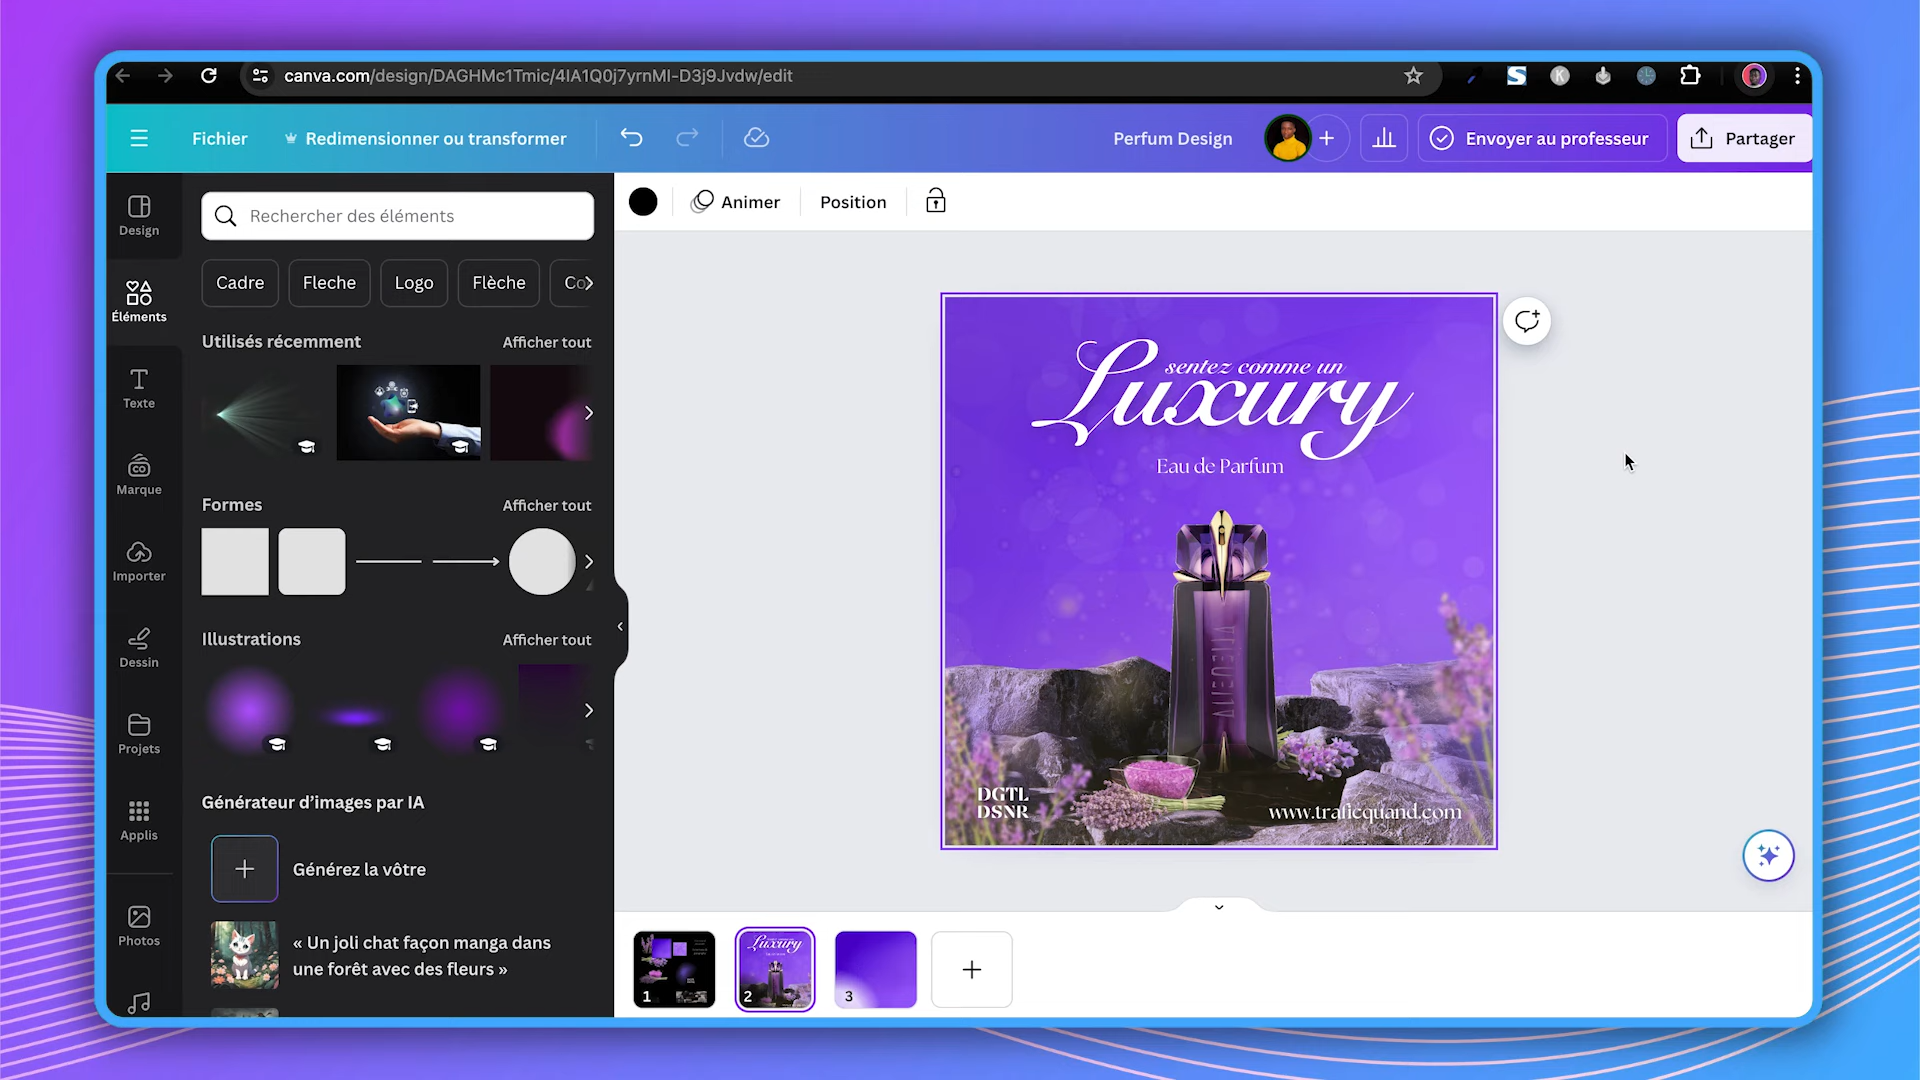 canva.com/design/DAGHMc1Tmic/4IA1Q0j7yrnMI-D3j9Jvdw/edit
Fichier
Redimensionner ou transformer
Perfum Design
Envoyer au professeur
Partager
Design
Éléments
Texte
Marque
Importer
Dessin
Projets
Applis
Photos
Rechercher des éléments
Cadre
Fleche
Logo
Flèche
Co
Utilisés récemment
Afficher tout
Formes
Afficher tout
Illustrations
Afficher tout
Générateur d’images par IA
Générez la vôtre
« Un joli chat façon manga dans
une forêt avec des fleurs »
Animer
Position
sentez comme un
Luxury
Eau de Parfum
DGTL
DSNR
www.traficquand.com
1
Luxury
2
3